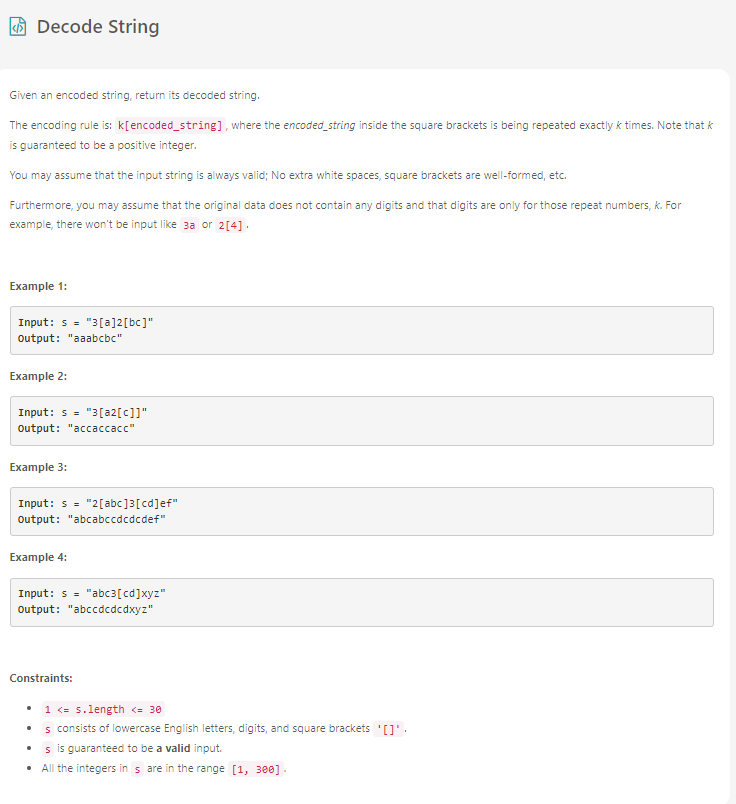 Decode String
Given an encoded string, return its decoded string.
The encoding rule is: k[encoded_string], where the encoded_string inside the square brackets is being repeated exactly k times. Note that k
is guaranteed to be a positive integer.
You may assume that the input string is always valid; No extra white spaces, square brackets are well-formed, etc.
Furthermore, you may assume that the original data does not contain any digits and that digits are only for those repeat numbers, k. For
example, there won't be input like 3a or 2[4].
Example 1:
Input: s = "3[a]2[bc]"
Output: "aaabcbc"
Example 2:
Input: s = "3[a2[c]]"
Output: "accaccacc"
Example 3:
Input: s = "2[abc]3[cd]ef"
Output: "abcabccdcdcdef"
Example 4:
Input: s = "abc3[cd]xyz"
Output: "abccdcdcdxyz"
Constraints:
1 <= s.length <= 30
s consists of lowercase English letters, digits, and square brackets '[]'.
s is guaranteed to be a valid input.
All the integers in s are in the range [1, 300].